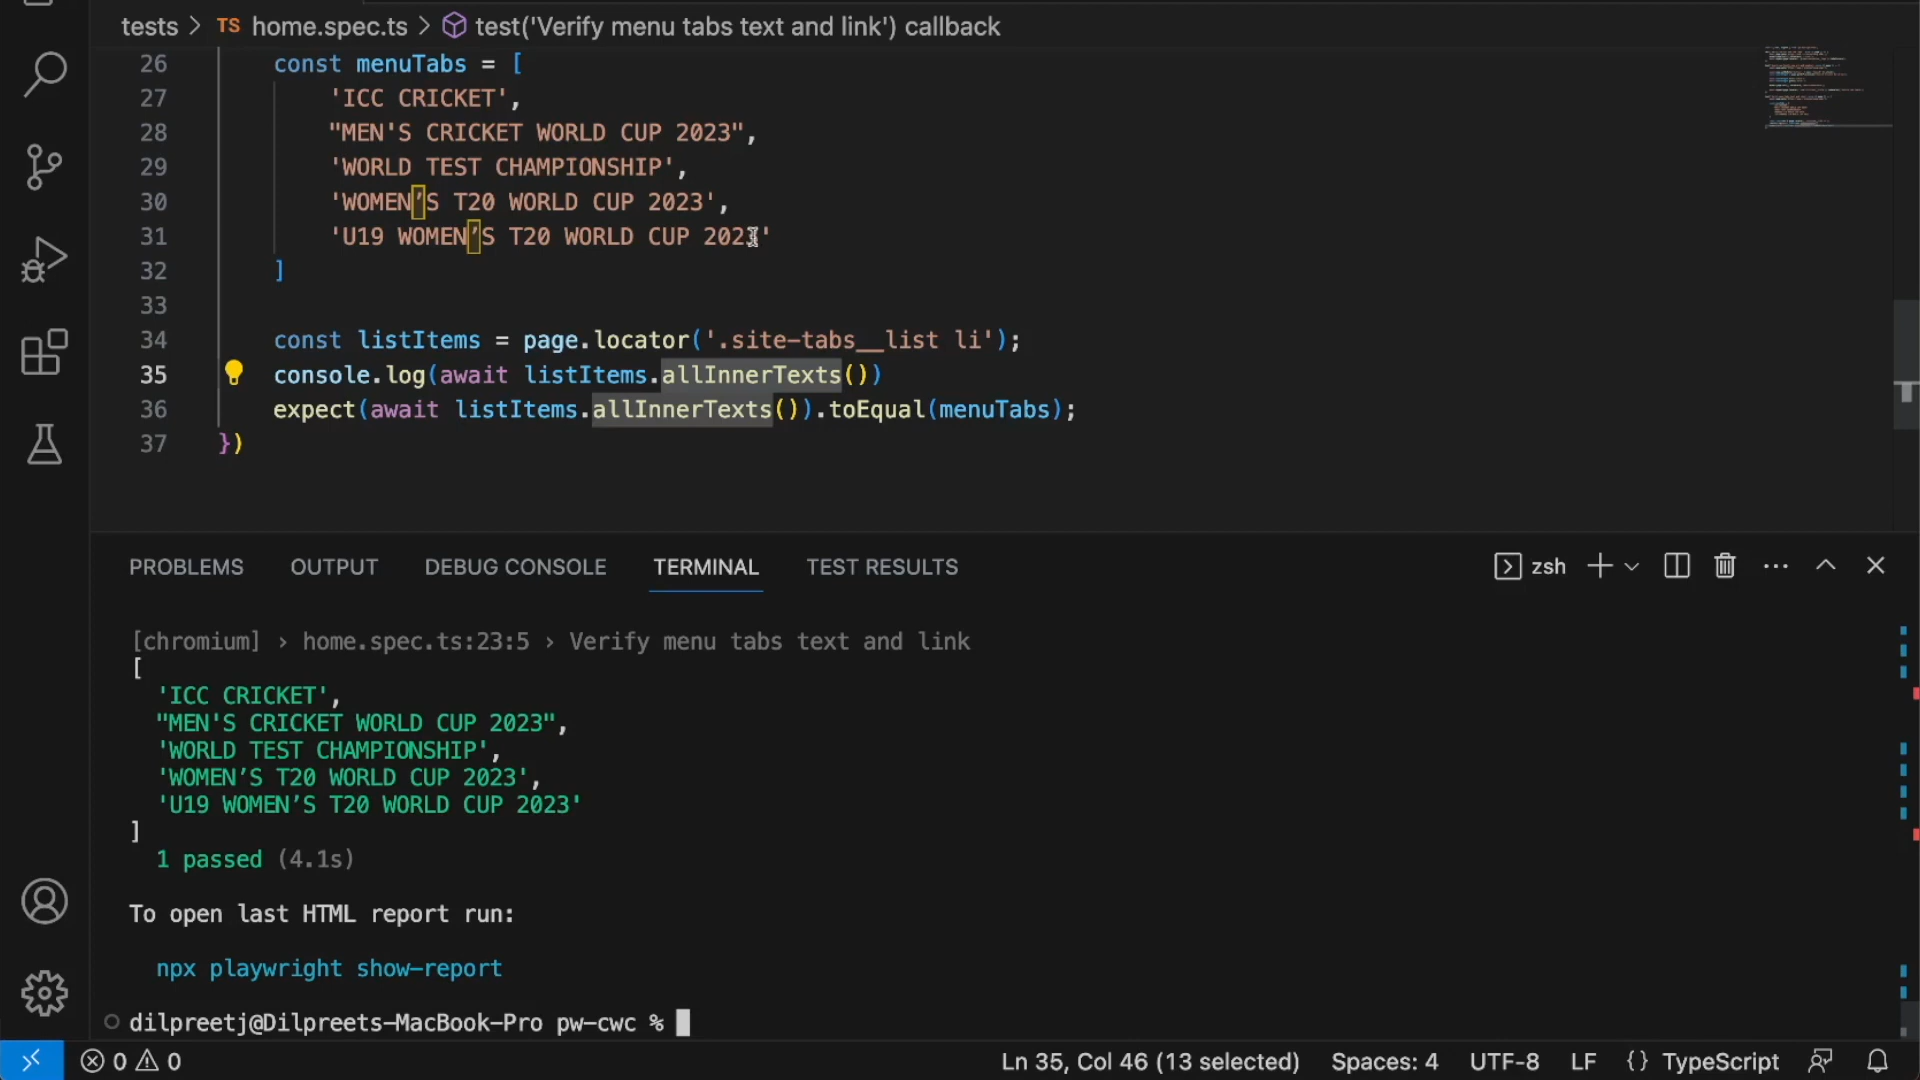 tests > TS home.spec.ts > test('Verify menu tabs text and link') callback
26 const menuTabs = [
27 'ICC CRICKET',
28 "MEN'S CRICKET WORLD CUP 2023",
29 'WORLD TEST CHAMPIONSHIP',
30 'WOMEN’S T20 WORLD CUP 2023',
31 'U19 WOMEN’S T20 WORLD CUP 2023'
32 ]
33
34 const listItems = page.locator('.site-tabs__list li');
35 console.log(await listItems.allInnerTexts())
36 expect(await listItems.allInnerTexts()).toEqual(menuTabs);
37 })
PROBLEMS OUTPUT DEBUG CONSOLE TERMINAL TEST RESULTS zsh
[chromium] › home.spec.ts:23:5 › Verify menu tabs text and link
[
'ICC CRICKET',
"MEN'S CRICKET WORLD CUP 2023",
'WORLD TEST CHAMPIONSHIP',
'WOMEN’S T20 WORLD CUP 2023',
'U19 WOMEN’S T20 WORLD CUP 2023'
]
1 passed (4.1s)
To open last HTML report run:
npx playwright show-report
dilpreetj@Dilpreets-MacBook-Pro pw-cwc %
0 0 Ln 35, Col 46 (13 selected) Spaces: 4 UTF-8 LF {} TypeScript